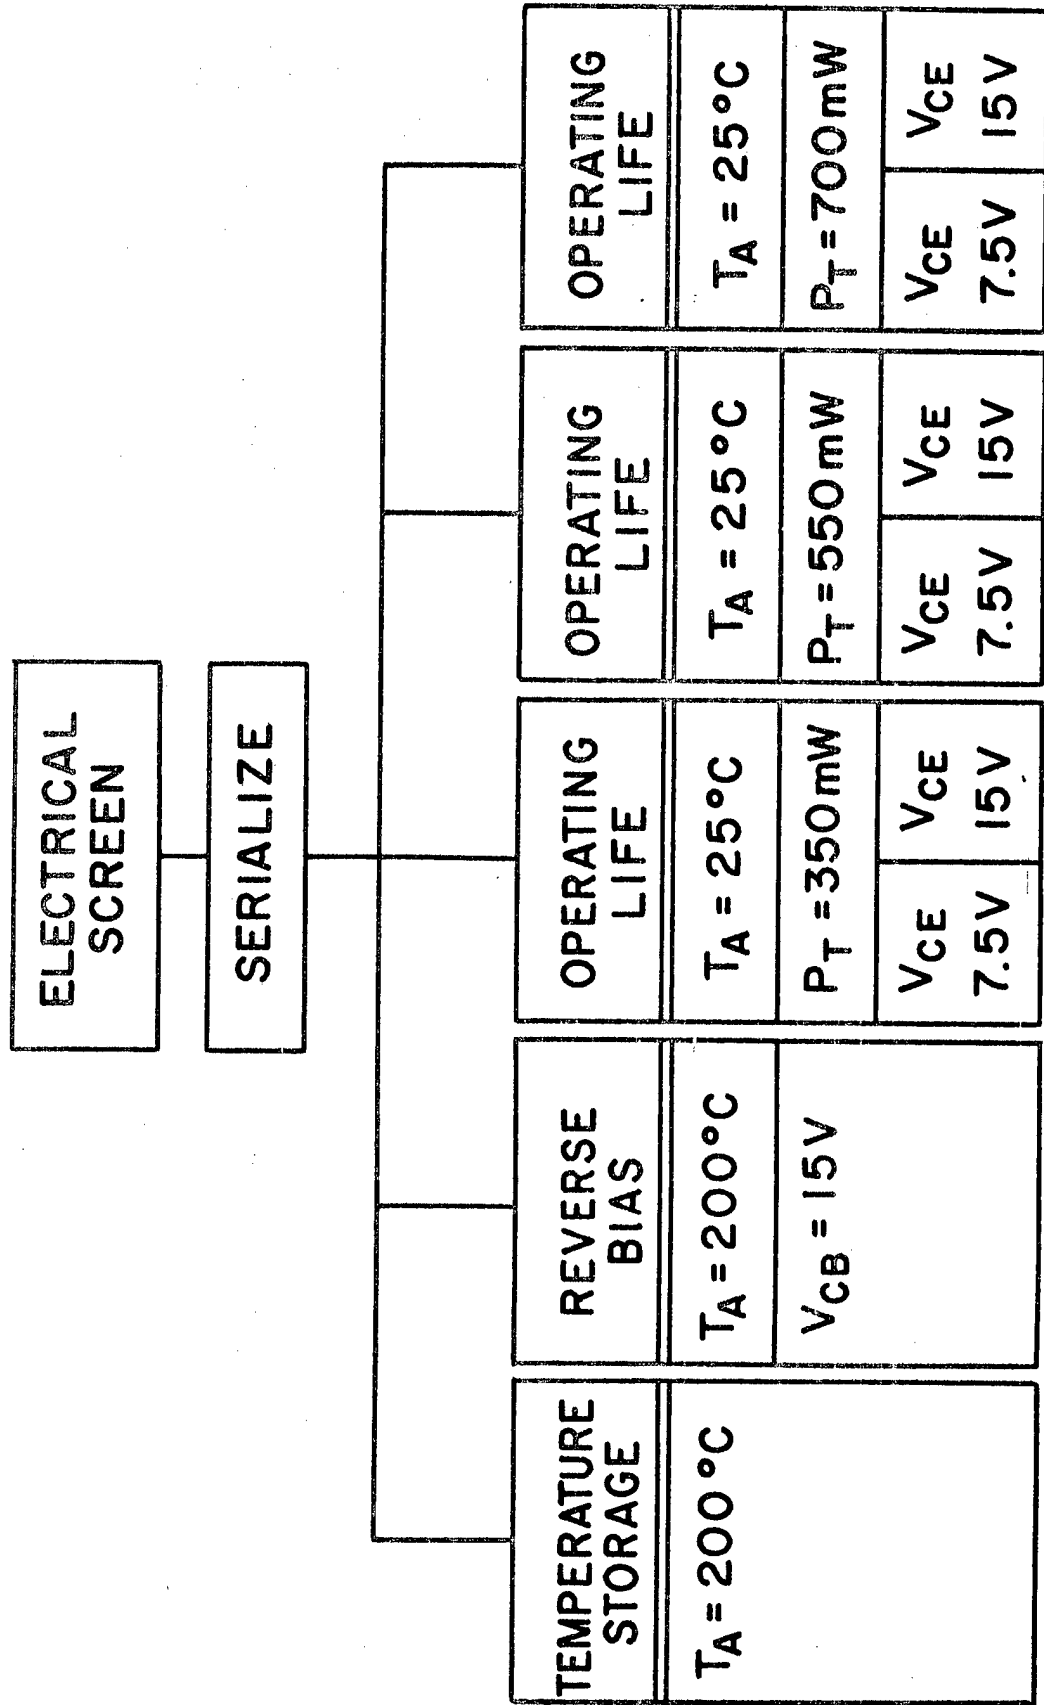 ELECTRICAL
SCREEN
SERIALIZE
TEMPERATURE
STORAGE
TA = 200°C
REVERSE
BIAS
TA = 200°C
VCB = 15V
OPERATING
LIFE
TA = 25°C
PT = 350mW
VCE
7.5V
VCE
15V
OPERATING
LIFE
TA = 25°C
PT = 550mW
VCE
7.5V
VCE
15V
OPERATING
LIFE
TA = 25°C
PT = 700mW
VCE
7.5V
VCE
15V